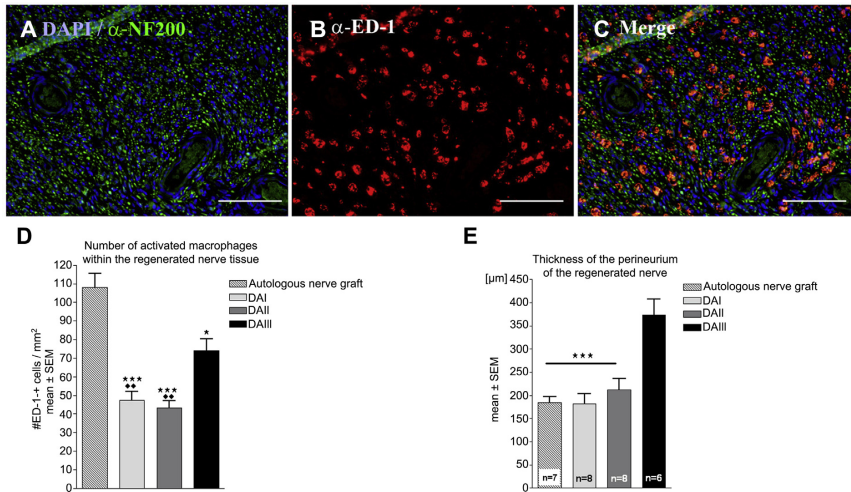 A DAPI / α-NF200
B α-ED-1
C Merge
D
Number of activated macrophages
within the regenerated nerve tissue
#ED-1-+ cells / mm²
mean ± SEM
120
110
100
90
80
70
60
50
40
30
20
10
0
***
◆◆
***
◆◆
*
Autologous nerve graft
DAI
DAII
DAIII
E
Thickness of the perineurium
of the regenerated nerve
[µm]
mean ± SEM
450
400
350
300
250
200
150
200
150
0
***
n=7
n=8
n=8
n=6
Autologous nerve graft
DAI
DAII
DAIII